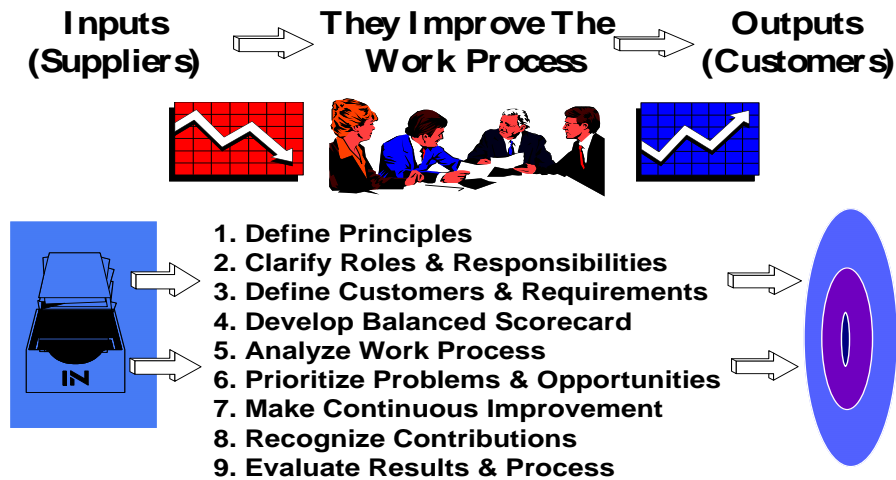 Inputs
(Suppliers)
They Improve The
Work Process
Outputs
(Customers)
1. Define Principles
2. Clarify Roles & Responsibilities
3. Define Customers & Requirements
4. Develop Balanced Scorecard
5. Analyze Work Process
6. Prioritize Problems & Opportunities
7. Make Continuous Improvement
8. Recognize Contributions
9. Evaluate Results & Process
IN